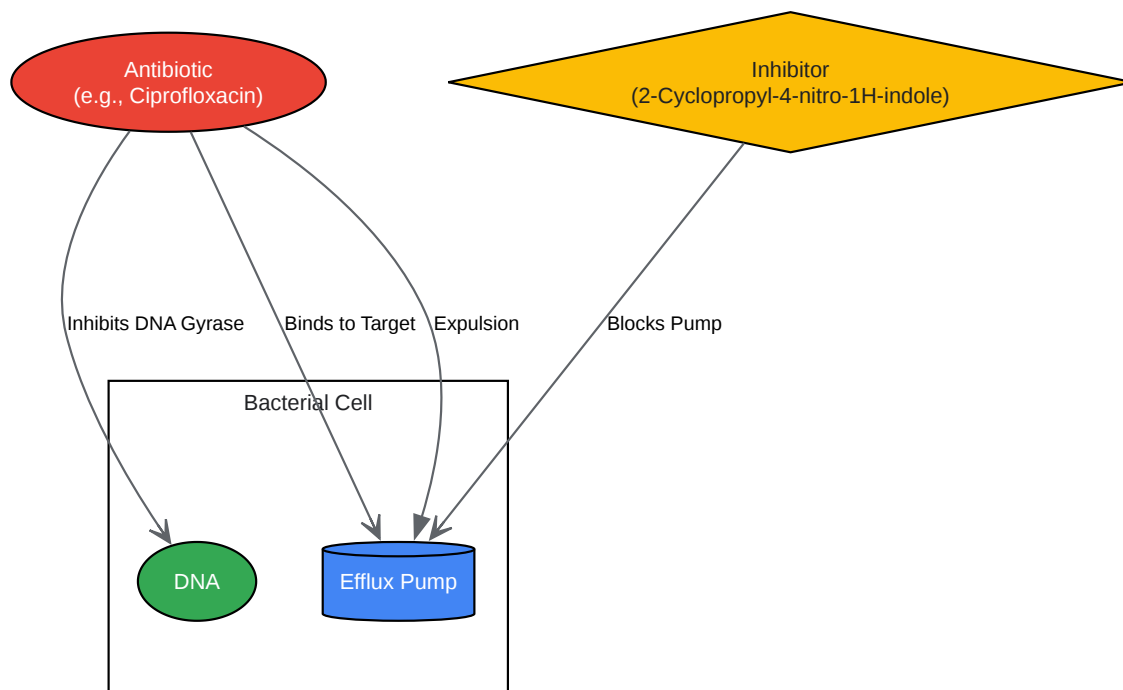 Antibiotic
(e.g., Ciprofloxacin)
Inhibitor
(2-Cyclopropyl-4-nitro-1H-indole)
Inhibits DNA Gyrase
Binds to Target
Expulsion
Blocks Pump
Bacterial Cell
DNA
Efflux Pump